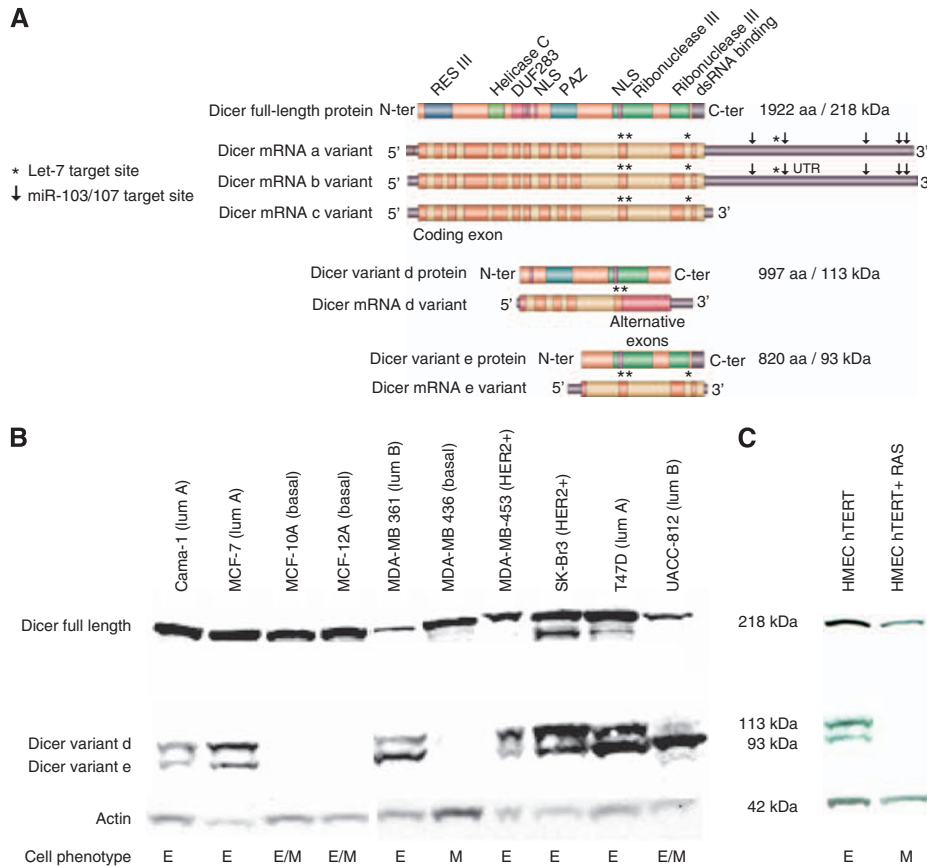 A
RES III
Helicase C
DUF283
NLS
PAZ
NLS
Ribonuclease III
Ribonuclease III
dsRNA binding
Dicer full-length protein N-ter C-ter 1922 aa / 218 kDa
** *
Dicer mRNA a variant 5' 3'
* Let-7 target site
** * UTR
Dicer mRNA b variant 5' 3'
↓ miR-103/107 target site
** *
Dicer mRNA c variant 5' 3'
Coding exon
Dicer variant d protein N-ter C-ter 997 aa / 113 kDa
**
Dicer mRNA d variant 5' 3'
Alternative
exons
Dicer variant e protein N-ter C-ter 820 aa / 93 kDa
** *
Dicer mRNA e variant 5' 3'
B
Cama-1 (lum A)
MCF-7 (lum A)
MCF-10A (basal)
MCF-12A (basal)
MDA-MB 361 (lum B)
MDA-MB 436 (basal)
MDA-MB-453 (HER2+)
SK-Br3 (HER2+)
T47D (lum A)
UACC-812 (lum B)
Dicer full length
Dicer variant d
Dicer variant e
Actin
Cell phenotype E E E/M E/M E M E E E E/M
C
HMEC hTERT
HMEC hTERT+ RAS
218 kDa
113 kDa
93 kDa
42 kDa
E M